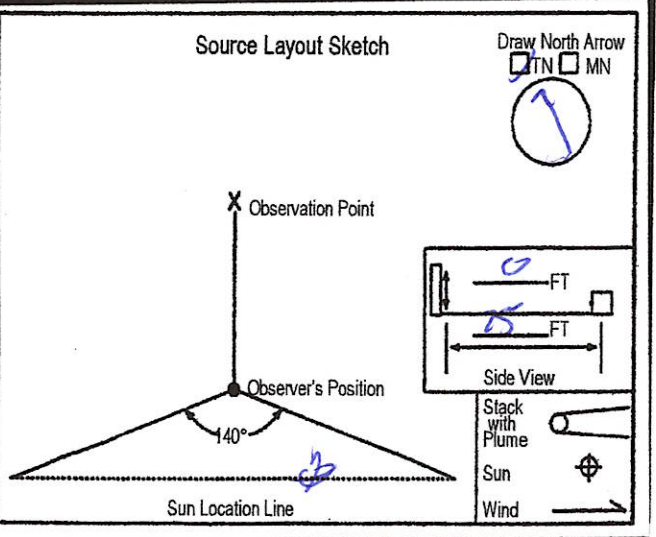 Source Layout Sketch
Draw North Arrow
TN MN
X Observation Point
0 FT
FT
Side View
Observer's Position
140°
Sun Location Line
Stack
with
Plume
Sun
Wind